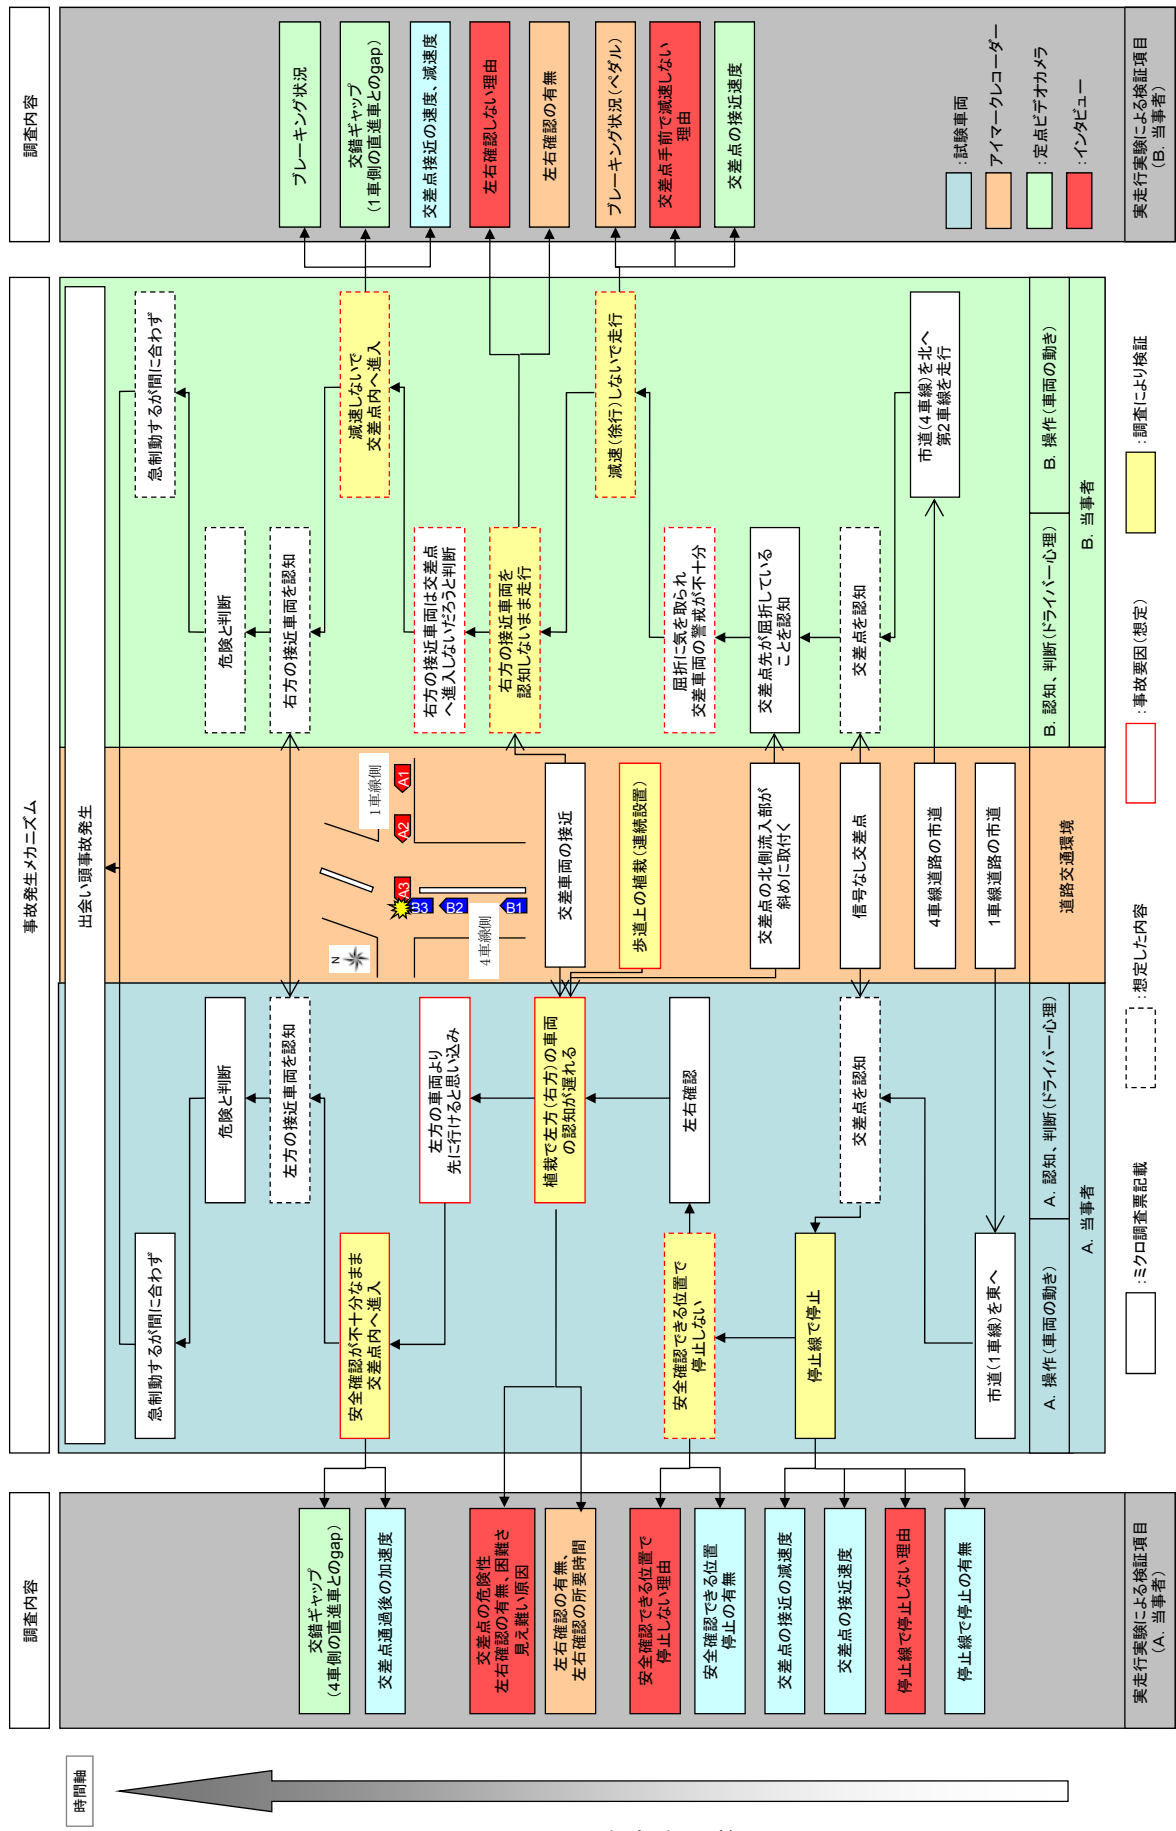 時間軸
調査内容
事故発生メカニズム
調査内容
出会い頭事故発生
交錯ギャップ
(4車側の直進車とのgap)
交差点通過後の加速度
交差点の危険性
左右確認の有無、困難さ
見え難い原因
左右確認の有無、
左右確認の所要時間
安全確認できる位置で
停止しない理由
安全確認できる位置
停止の有無
交差点の接近の減速度
交差点の接近速度
停止線で停止しない理由
停止線で停止の有無
実走行実験による検証項目
(A. 当事者)
急制動するが間に合わず
安全確認が不十分なまま
交差点内へ進入
安全確認できる位置で
停止しない
停止線で停止
市道(1車線)を東へ
A. 操作(車両の動き)
危険と判断
左方の接近車両を認知
左方の車両より
先に行けると思い込み
植栽で左方(右方)の車両
の認知が遅れる
左右確認
交差点を認知
A. 認知、判断(ドライバー心理)
A. 当事者
N
1車線側
4車線側
A1
A2
A3
B3
B2
B1
交差車両の接近
歩道上の植栽(連続設置)
交差点の北側流入部が
斜めに取付く
信号なし交差点
4車線道路の市道
1車線道路の市道
道路交通環境
危険と判断
右方の接近車両を認知
右方の接近車両は交差点
へ進入しないだろうと判断
右方の接近車両を
認知しないまま走行
屈折に気を取られ
交差車両の警戒が不十分
交差点先が屈折している
ことを認知
交差点を認知
B. 認知、判断(ドライバー心理)
急制動するが間に合わず
減速しないで
交差点内へ進入
減速(徐行)しないで走行
市道(4車線)を北へ
第2車線を走行
B. 操作(車両の動き)
B. 当事者
ブレーキング状況
交錯ギャップ
(1車側の直進車とのgap)
交差点接近の速度、減速度
左右確認しない理由
左右確認の有無
ブレーキング状況(ペダル)
交差点手前で減速しない
理由
交差点の接近速度
:試験車両
アイマークレコーダー
:定点ビデオカメラ
:インタビュー
実走行実験による検証項目
(B. 当事者)
:ミクロ調査票記載
:想定した内容
:事故要因(想定)
:調査により検証